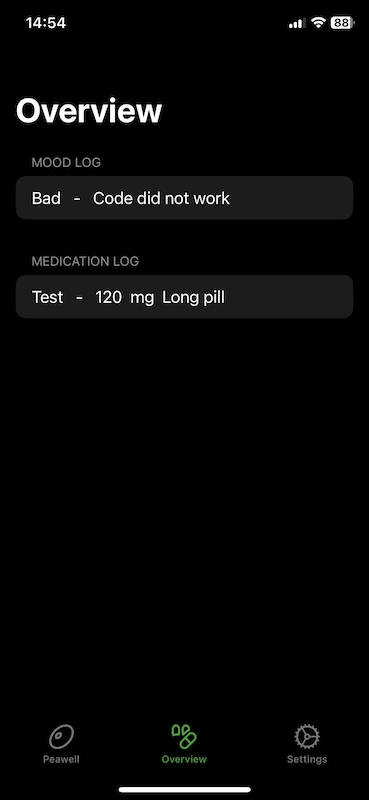 14:54
88
Overview
MOOD LOG
Bad - Code did not work
MEDICATION LOG
Test - 120 mg Long pill
Peawell
Overview
Settings